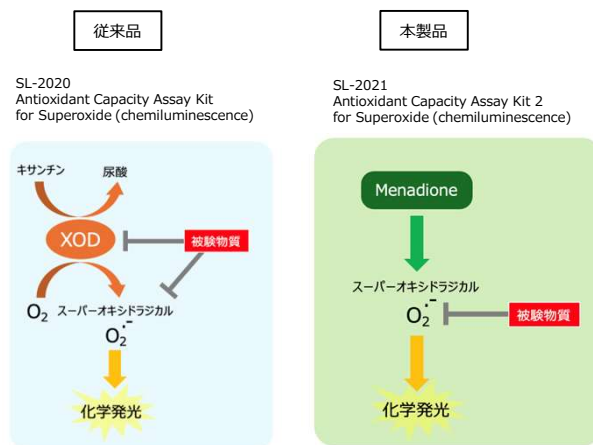 従来品
SL-2020
Antioxidant Capacity Assay Kit
for Superoxide (chemiluminescence)
キサンチン
尿酸
XOD
被験物質
O₂
スーパーオキシドラジカル
O₂·⁻
化学発光
本製品
SL-2021
Antioxidant Capacity Assay Kit 2
for Superoxide (chemiluminescence)
Menadione
スーパーオキシドラジカル
O₂·⁻
被験物質
化学発光